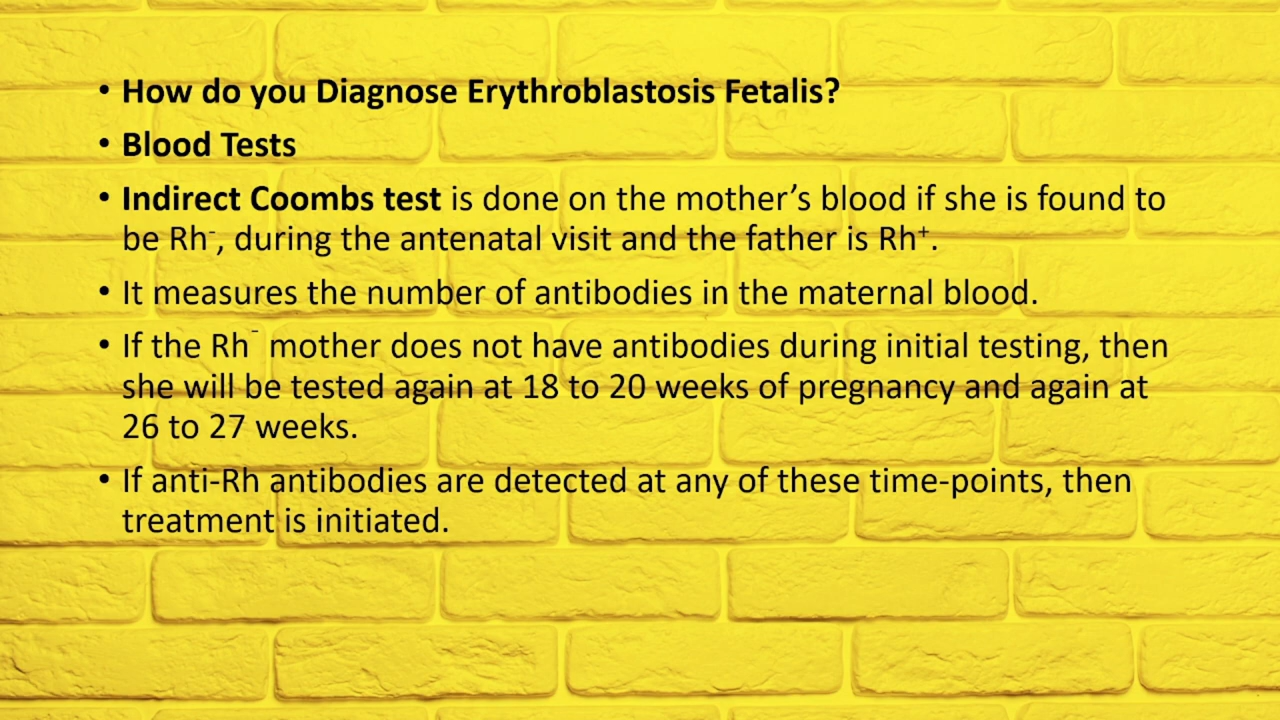 • How do you Diagnose Erythroblastosis Fetalis?
• Blood Tests
• Indirect Coombs test is done on the mother’s blood if she is found to
be Rh⁻, during the antenatal visit and the father is Rh⁺.
• It measures the number of antibodies in the maternal blood.
• If the Rh⁻ mother does not have antibodies during initial testing, then
she will be tested again at 18 to 20 weeks of pregnancy and again at
26 to 27 weeks.
• If anti-Rh antibodies are detected at any of these time-points, then
treatment is initiated.